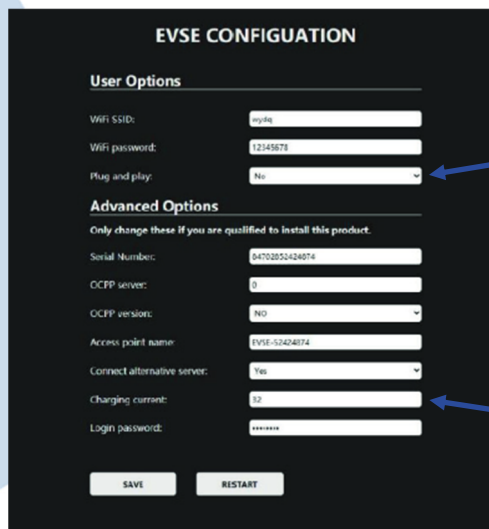 EVSE CONFIGUATION
User Options
WiFi SSID: wydq
WiFi password: 12345678
Plug and play: No
Advanced Options
Only change these if you are qualified to install this product.
Serial Number: 84702852424874
OCPP server: 0
OCPP version: NO
Access point name: EVSE-52424874
Connect alternative server: Yes
Charging current: 32
Login password: ••••••••
SAVE RESTART